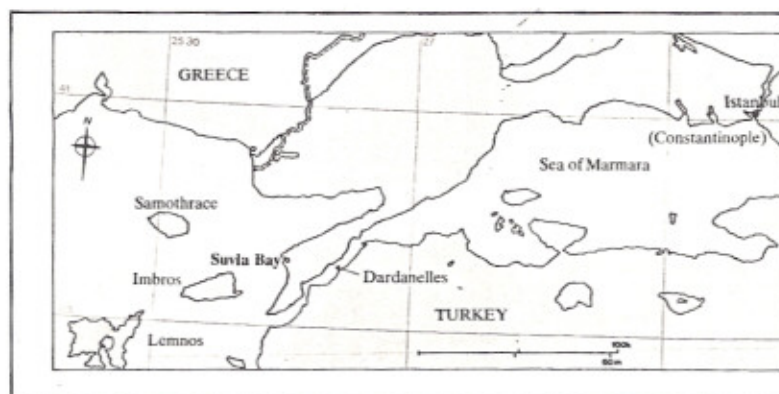 25 30
27
GREECE
41
Istanbul
(Constantinople)
N
Sea of Marmara
Samothrace
Suvla Bay
Imbros
Dardanelles
TURKEY
Lemnos